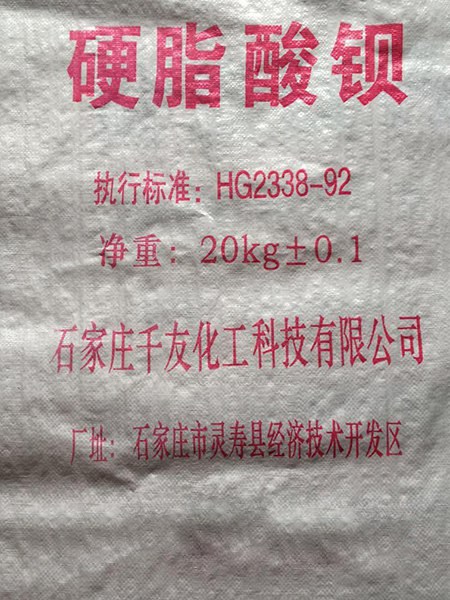 硬脂酸钡
执行标准：HG2338-92
净重：20kg±0.1
石家庄千友化工科技有限公司
厂址：石家庄市灵寿县经济技术开发区